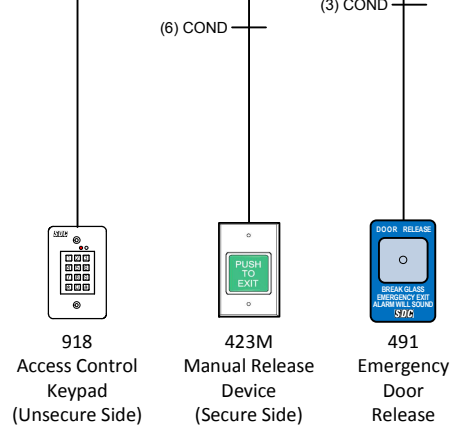 (3) COND
(6) COND
SDC
PUSH
TO
EXIT
DOOR RELEASE
BREAK GLASS
EMERGENCY EXIT
ALARM WILL SOUND
SDC
918
Access Control
Keypad
(Unsecure Side)
423M
Manual Release
Device
(Secure Side)
491
Emergency
Door
Release